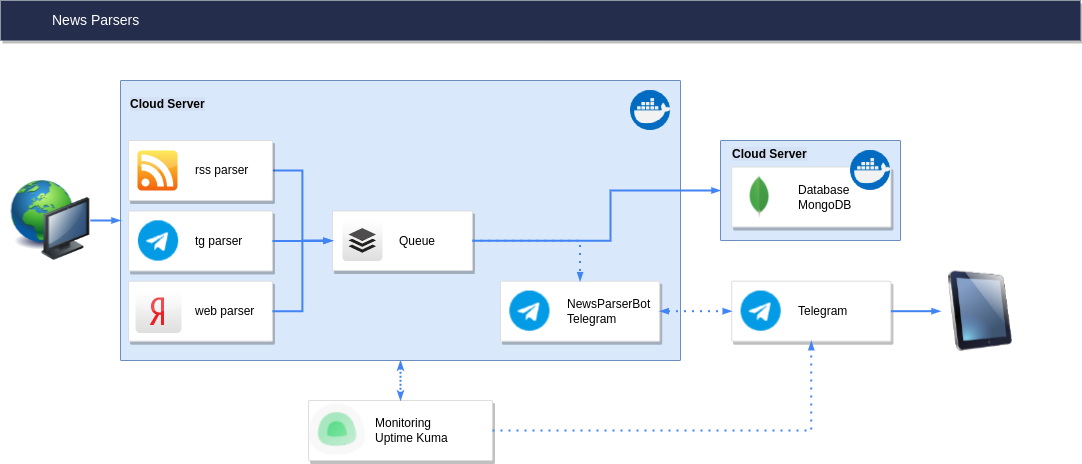 News Parsers
Cloud Server
rss parser
tg parser
Я
web parser
Queue
NewsParserBot
Telegram
Cloud Server
Database
MongoDB
Telegram
Monitoring
Uptime Kuma